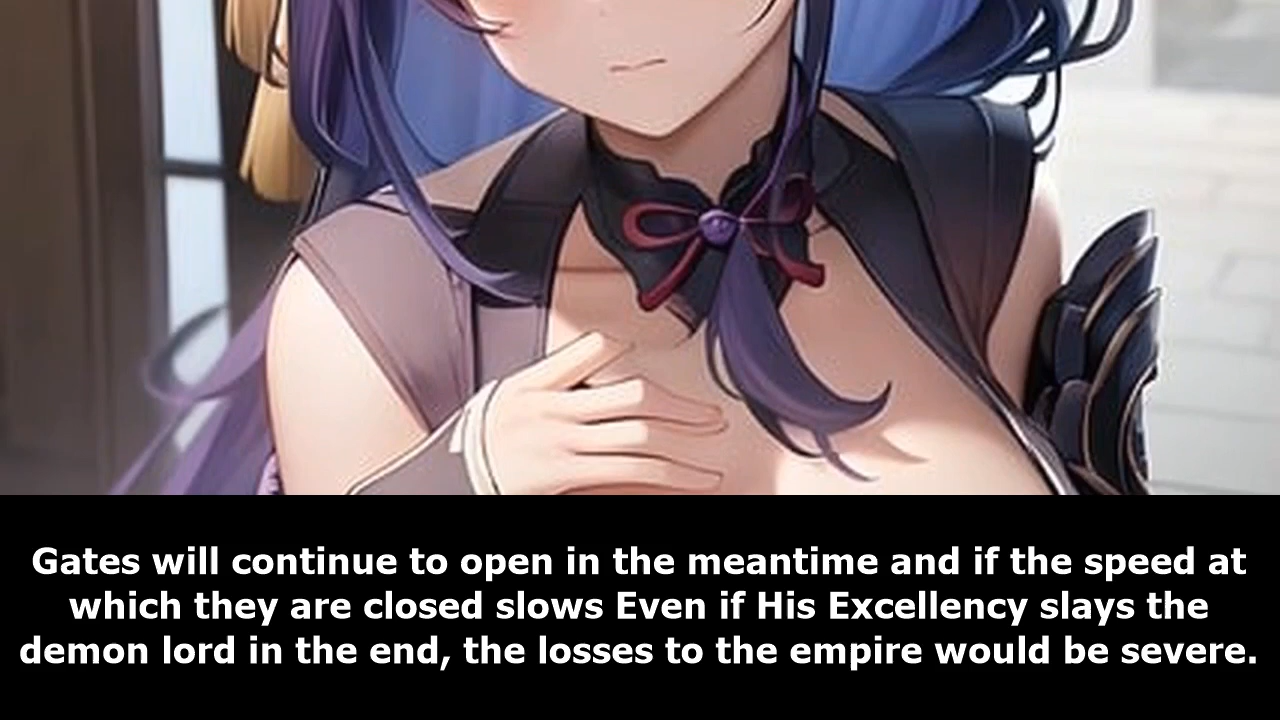 Gates will continue to open in the meantime and if the speed at
which they are closed slows Even if His Excellency slays the
demon lord in the end, the losses to the empire would be severe.